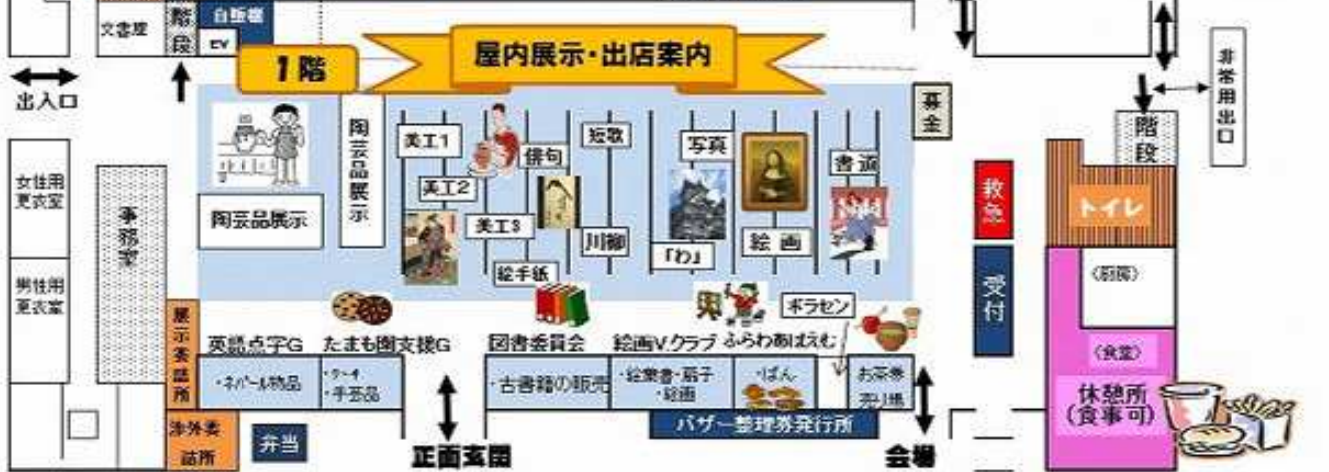 自販機
文書庫
階段
EV
1階
屋内展示・出店案内
出入口
募金
非常用出口
階段
陶芸品展示
陶芸品展示
美工1
美工2
美工3
俳句
絵手紙
短歌
川柳
写真
「わ」
絵画
書道
女性用
更衣室
男性用
更衣室
事務室
救急
受付
トイレ
(厨房)
(食堂)
休憩所
(食事可)
ボラセン
英語点字G
たまも園支援G
図書委員会
絵画V.クラブ
ふらわあばえむ
展示委詰所
・ネパール物品
・クッキー
・手芸品
・古書籍の販売
・絵葉書・扇子
・絵画
・ぱん
お茶券
売り場
渉外委
詰所
弁当
正面玄関
バザー整理券発行所
会場